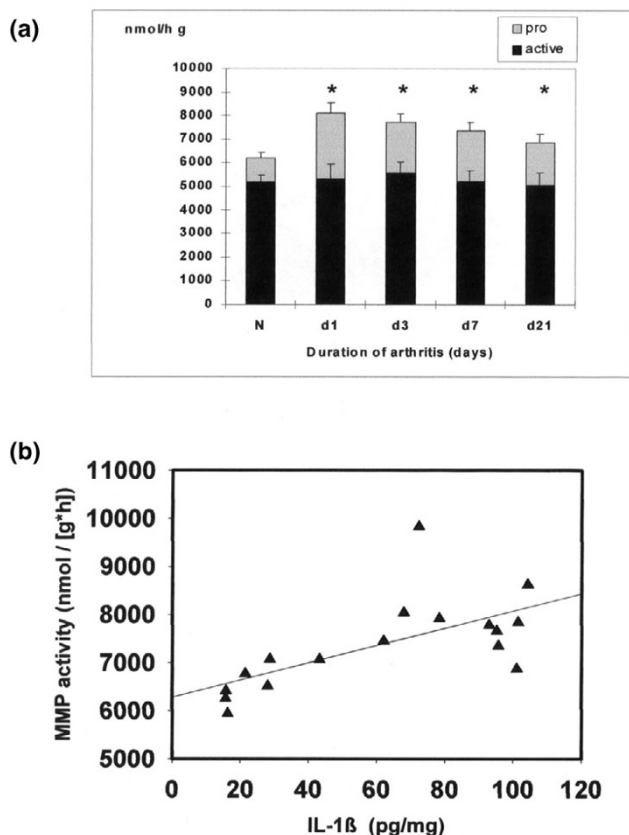 (a)
nmol/h g
pro
active
10000
9000
8000
7000
6000
5000
4000
3000
2000
1000
0
* * * *
N d1 d3 d7 d21
Duration of arthritis (days)
(b)
MMP activity (nmol / [g*h])
11000
10000
9000
8000
7000
6000
5000
0 20 40 60 80 100 120
IL-1ß (pg/mg)